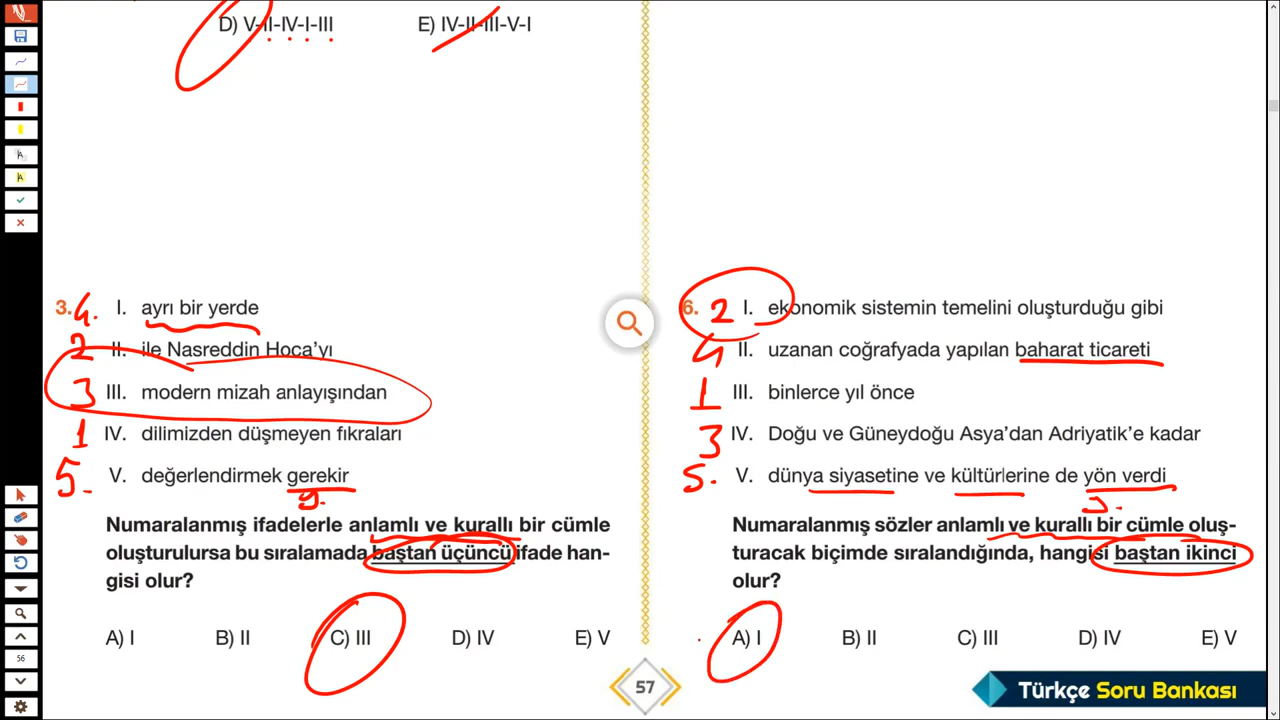 D) V-II-IV-I-III E) IV-II-III-V-I
3. 4. I. ayrı bir yerde
2 II. ile Nasreddin Hoca'yı
3 III. modern mizah anlayışından
1 IV. dilimizden düşmeyen fıkraları
5. V. değerlendirmek gerekir
Numaralanmış ifadelerle anlamlı ve kurallı bir cümle
oluşturulursa bu sıralamada baştan üçüncü ifade han-
gisi olur?
A) I B) II C) III D) IV E) V
6. 2 I. ekonomik sistemin temelini oluşturduğu gibi
4 II. uzanan coğrafyada yapılan baharat ticareti
1 III. binlerce yıl önce
3 IV. Doğu ve Güneydoğu Asya'dan Adriyatik'e kadar
5. V. dünya siyasetine ve kültürlerine de yön verdi
Numaralanmış sözler anlamlı ve kurallı bir cümle oluş-
turacak biçimde sıralandığında, hangisi baştan ikinci
olur?
A) I B) II C) III D) IV E) V
57
Türkçe Soru Bankası
56